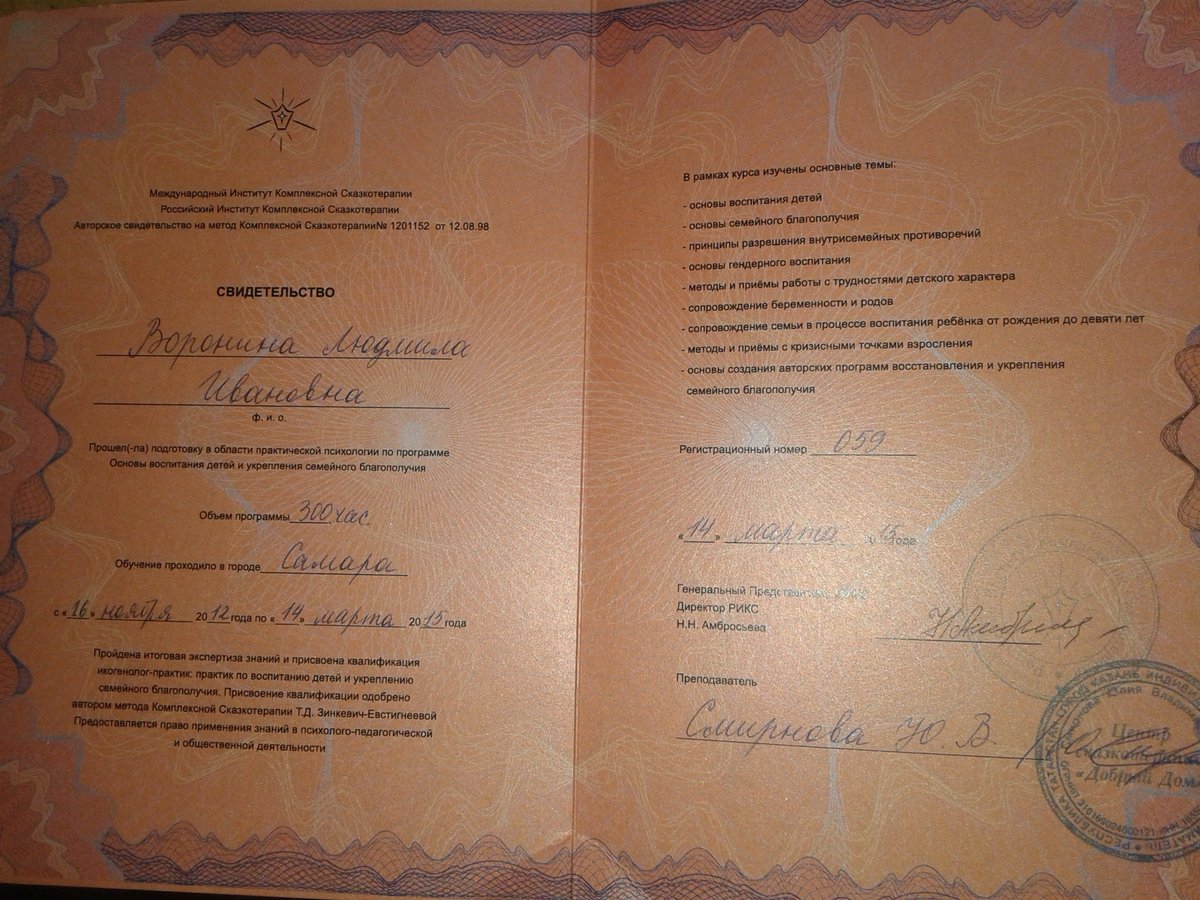 Международный Институт Комплексной Сказкотерапии
Российский Институт Комплексной Сказкотерапии
Авторское свидетельство на метод Комплексной Сказкотерапии№ 1201152 от 12.08.98
СВИДЕТЕЛЬСТВО
Воронина Людмила
Ивановна
ф. и. о.
Прошел(-ла) подготовку в области практической психологии по программе
Основы воспитания детей и укрепления семейного благополучия
Объем программы 300 час
Обучение проходило в городе Самара
с « 16 » ноября 2012 года по « 14 » марта 2015 года
Пройдена итоговая экспертиза знаний и присвоена квалификация
икогенолог-практик: практик по воспитанию детей и укреплению
семейного благополучия. Присвоение квалификации одобрено
автором метода Комплексной Сказкотерапии Т.Д. Зинкевич-Евстигнеевой
Предоставляется право применения знаний в психолого-педагогической
и общественной деятельности
В рамках курса изучены основные темы:
- основы воспитания детей
- основы семейного благополучия
- принципы разрешения внутрисемейных противоречий
- основы гендерного воспитания
- методы и приёмы работы с трудностями детского характера
- сопровождение беременности и родов
- сопровождение семьи в процессе воспитания ребёнка от рождения до девяти лет
- методы и приёмы с кризисными точками взросления
- основы создания авторских программ восстановления и укрепления
семейного благополучия
Регистрационный номер 059
« 14 » марта 15 года
Генеральный
Директор РИКС
Н.Н. Амбросьева
Преподаватель
Смирнова Ю. В.
Центр
«Добрый Дом